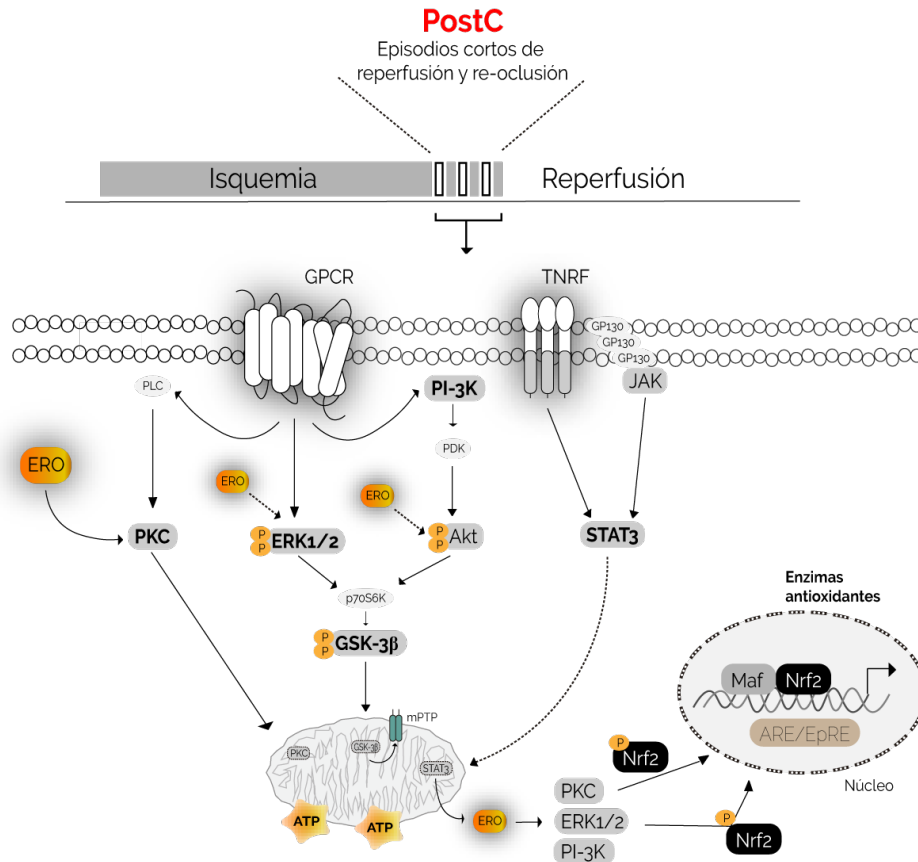 PostC
Episodios cortos de
reperfusión y re-oclusión
Isquemia
Reperfusión
GPCR
TNRF
GP130
GP130
GP130
JAK
PLC
PI-3K
PDK
ERO
ERO
ERO
PKC
P
P
ERK1/2
P
P
Akt
STAT3
p70S6K
P
P
GSK-3β
Enzimas
antioxidantes
Maf
Nrf2
ARE/EpRE
Núcleo
mPTP
PKC
GSK-3β
STAT3
ATP
ATP
ERO
PKC
ERK1/2
PI-3K
P
Nrf2
P
Nrf2